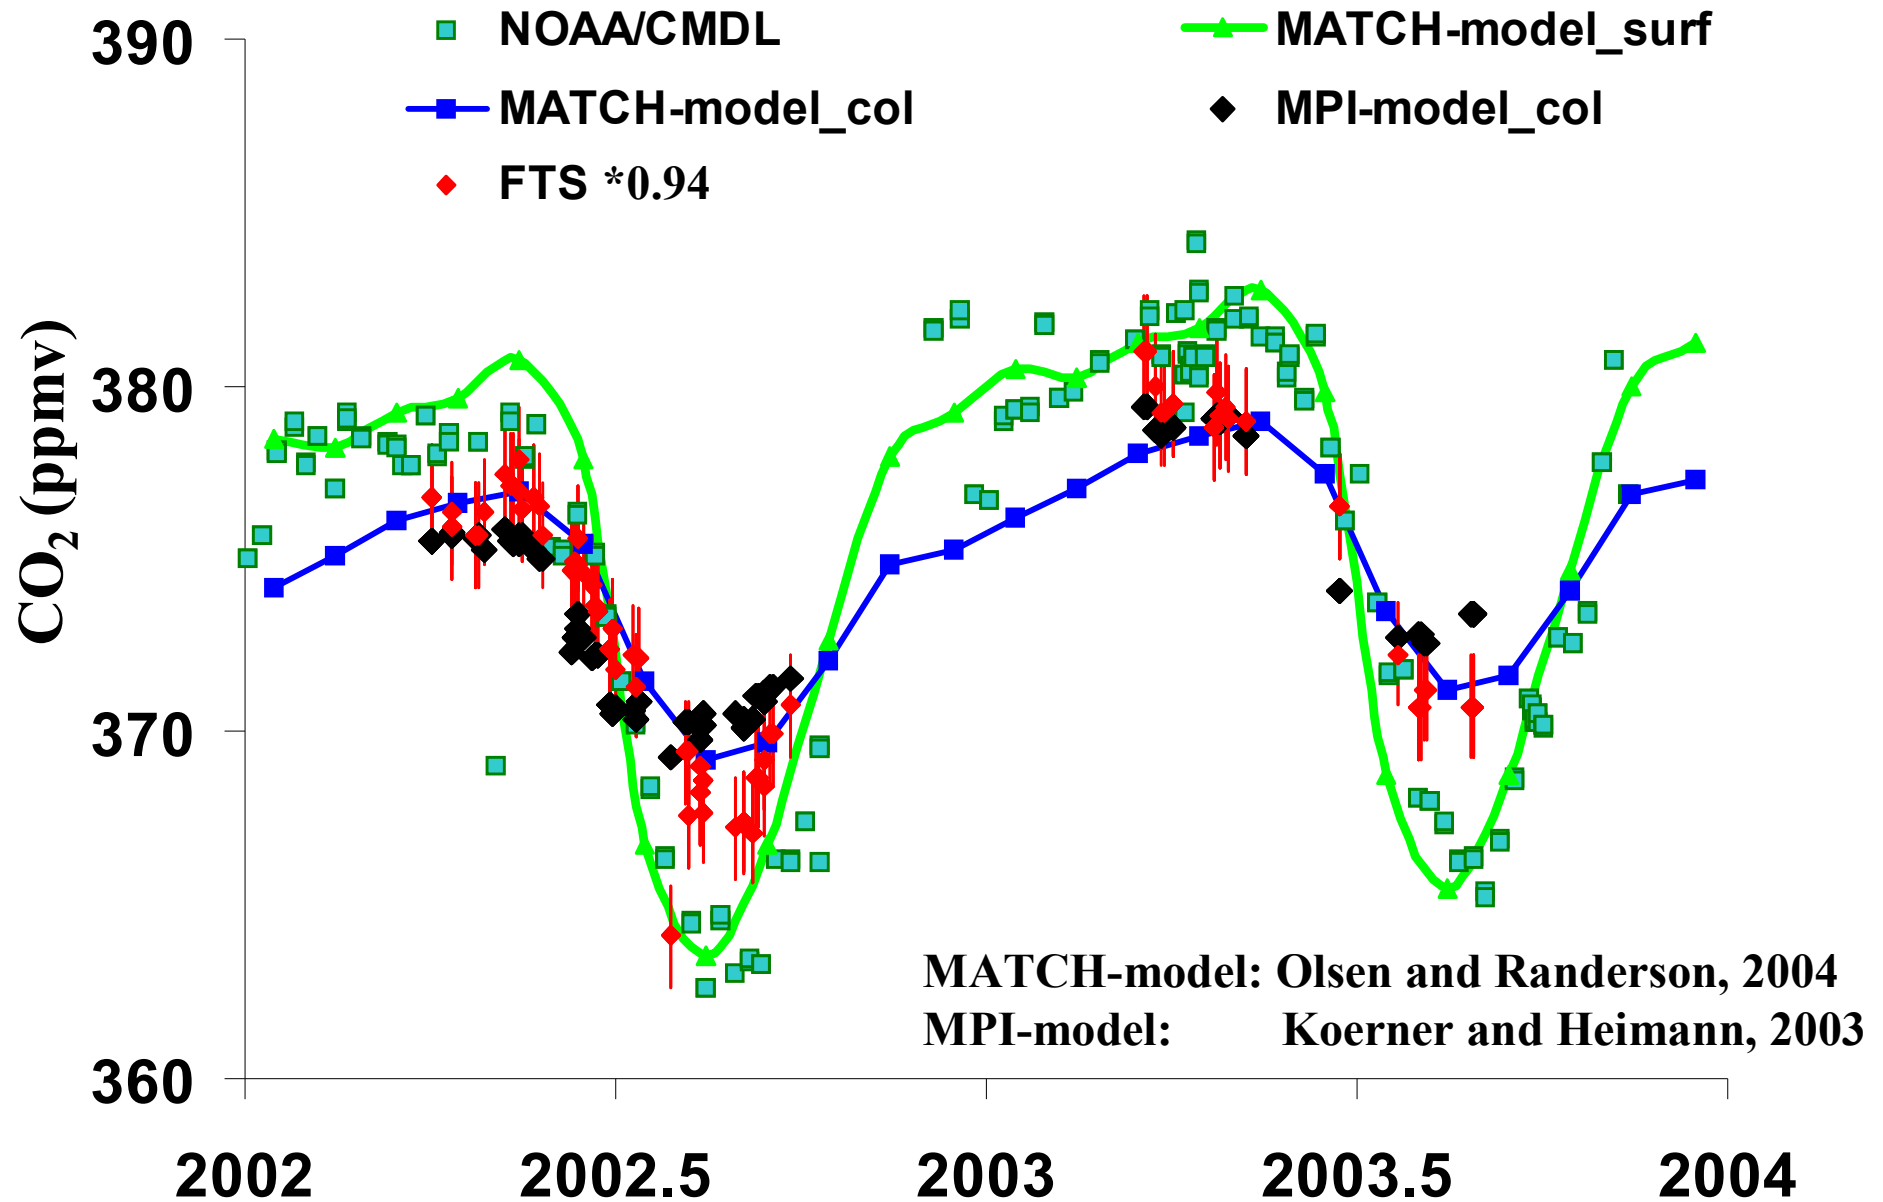 NOAA/CMDL
MATCH-model_surf
MATCH-model_col
MPI-model_col
FTS *0.94
CO₂ (ppmv)
390
380
370
360
MATCH-model: Olsen and Randerson, 2004
MPI-model: Koerner and Heimann, 2003
2002 2002.5 2003 2003.5 2004